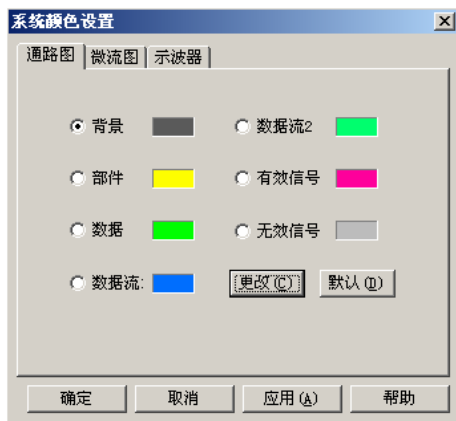 系统颜色设置
通路图 微流图 示波器
背景 数据流2
部件 有效信号
数据 无效信号
数据流: 更改(C) 默认(D)
确定 取消 应用(A) 帮助